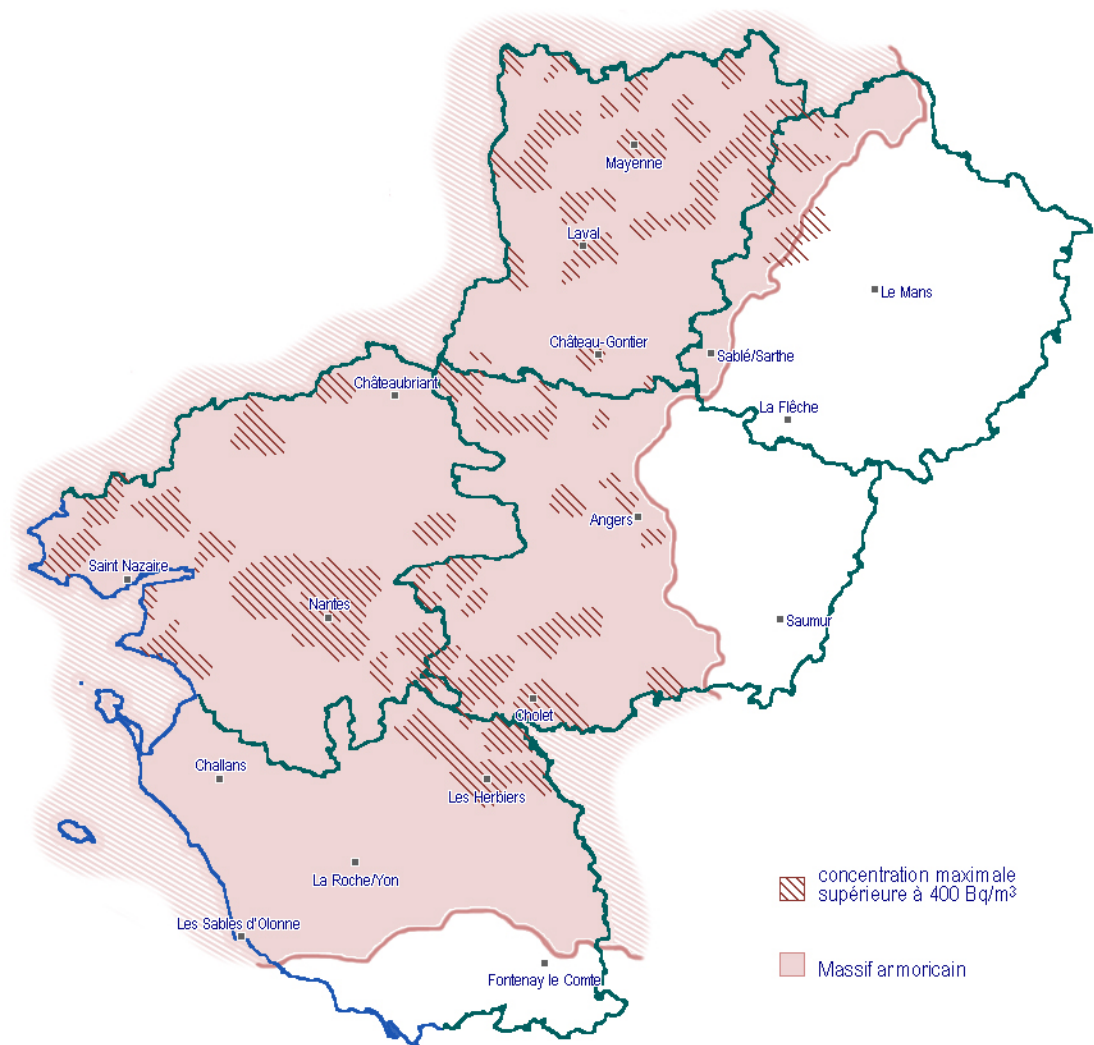 Mayenne
Laval
Le Mans
Château-Gontier
Sablé/Sarthe
Châteaubriant
La Flêche
Angers
Saint Nazaire
Nantes
Saumur
Cholet
Challans
Les Herbiers
La Roche/Yon
concentration maximale
supérieure à 400 Bq/m³
Les Sables d'Olonne
Massif armoricain
Fontenay le Comte